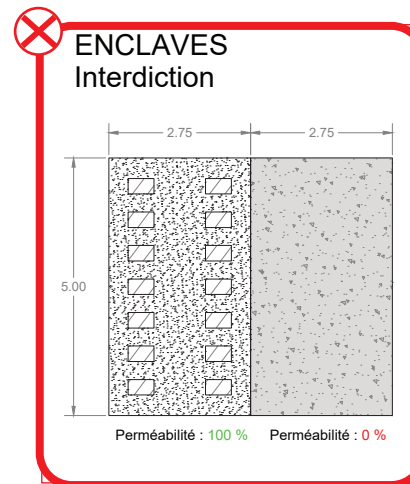 ENCLAVES
Interdiction
2.75 2.75
5.00
Perméabilité : 100 % Perméabilité : 0 %